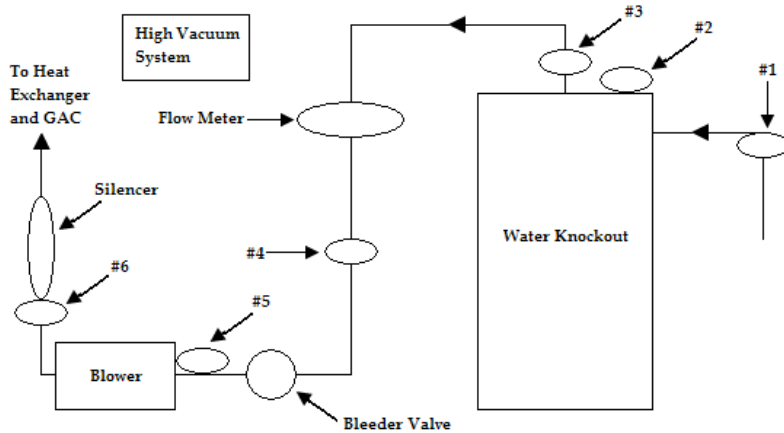 High Vacuum
System
#3
#2
#1
To Heat
Exchanger
and GAC
Flow Meter
Silencer
Water Knockout
#4
#6
#5
Blower
Bleeder Valve